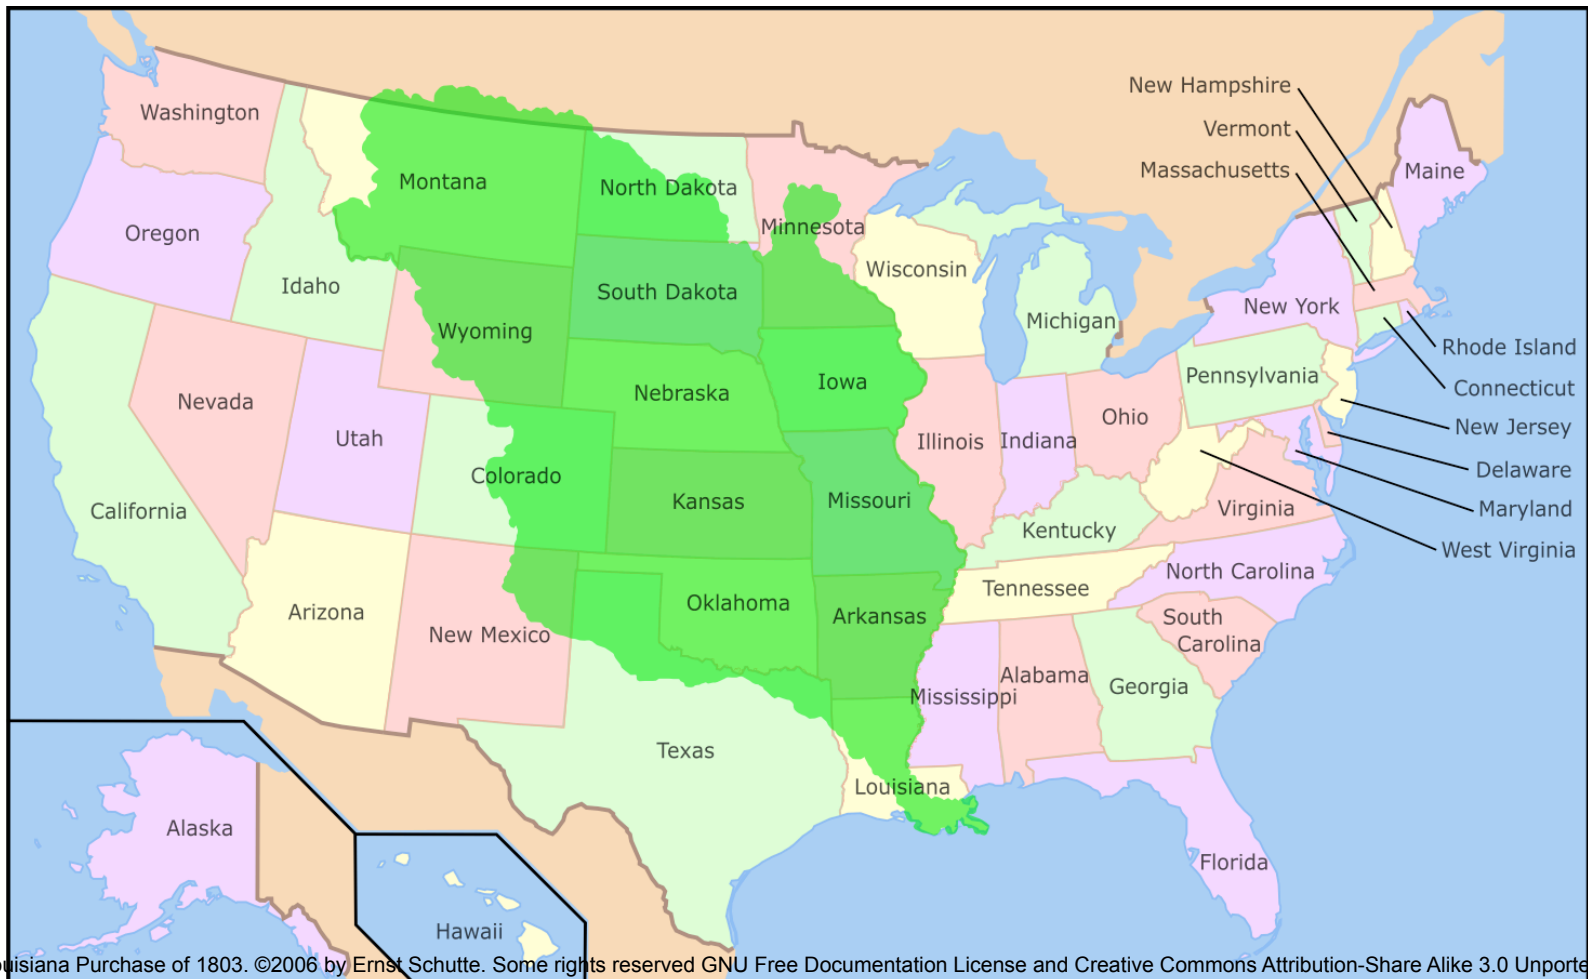 New Hampshire
Vermont
Massachusetts
Washington
Maine
Montana
North Dakota
Minnesota
Oregon
Wisconsin
Idaho
South Dakota
New York
Michigan
Wyoming
Rhode Island
Pennsylvania
Iowa
Connecticut
Nebraska
Nevada
Ohio
New Jersey
Utah
Illinois
Indiana
Delaware
Colorado
Kansas
Missouri
Virginia
Maryland
California
Kentucky
West Virginia
North Carolina
Tennessee
Oklahoma
Arizona
Arkansas
South
Carolina
New Mexico
Alabama
Georgia
Mississippi
Texas
Louisiana
Alaska
Florida
Hawaii
ouisiana Purchase of 1803. ©2006 by Ernst Schutte. Some rights reserved GNU Free Documentation License and Creative Commons Attribution-Share Alike 3.0 Unporte